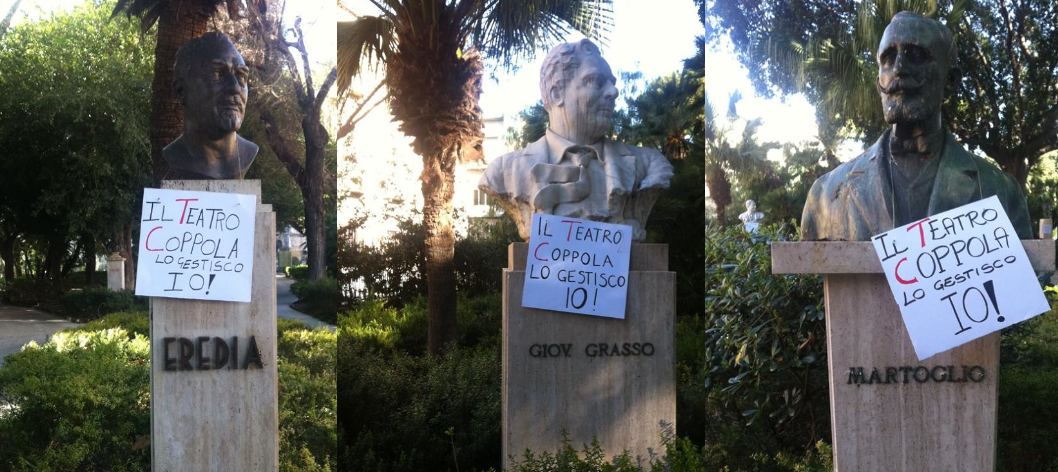 IL TEATRO
COPPOLA
LO GESTISCO
IO!
EREDIA
IL TEATRO
COPPOLA
LO GESTISCO
IO!
GIOV. GRASSO
IL TEATRO
COPPOLA
LO GESTISCO
IO!
MARTOGLIO